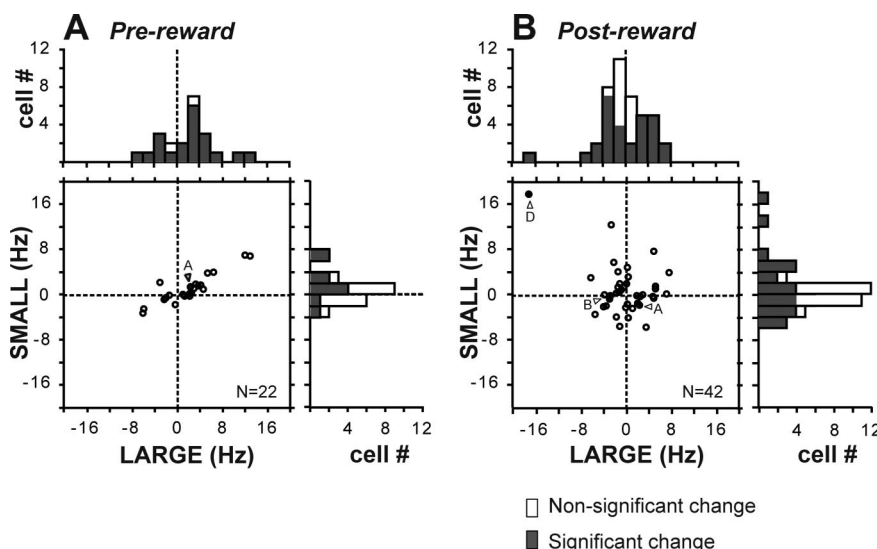 A Pre-reward
12
8
4
cell #
16
8
0
-8
-16
SMALL (Hz)
A
N=22
-16 -8 0 8 16
LARGE (Hz)
4 8 12
cell #
B Post-reward
12
8
4
cell #
16
8
0
-8
-16
SMALL (Hz)
D
B
A
N=42
-16 -8 0 8 16
LARGE (Hz)
4 8 12
cell #
Non-significant change
Significant change